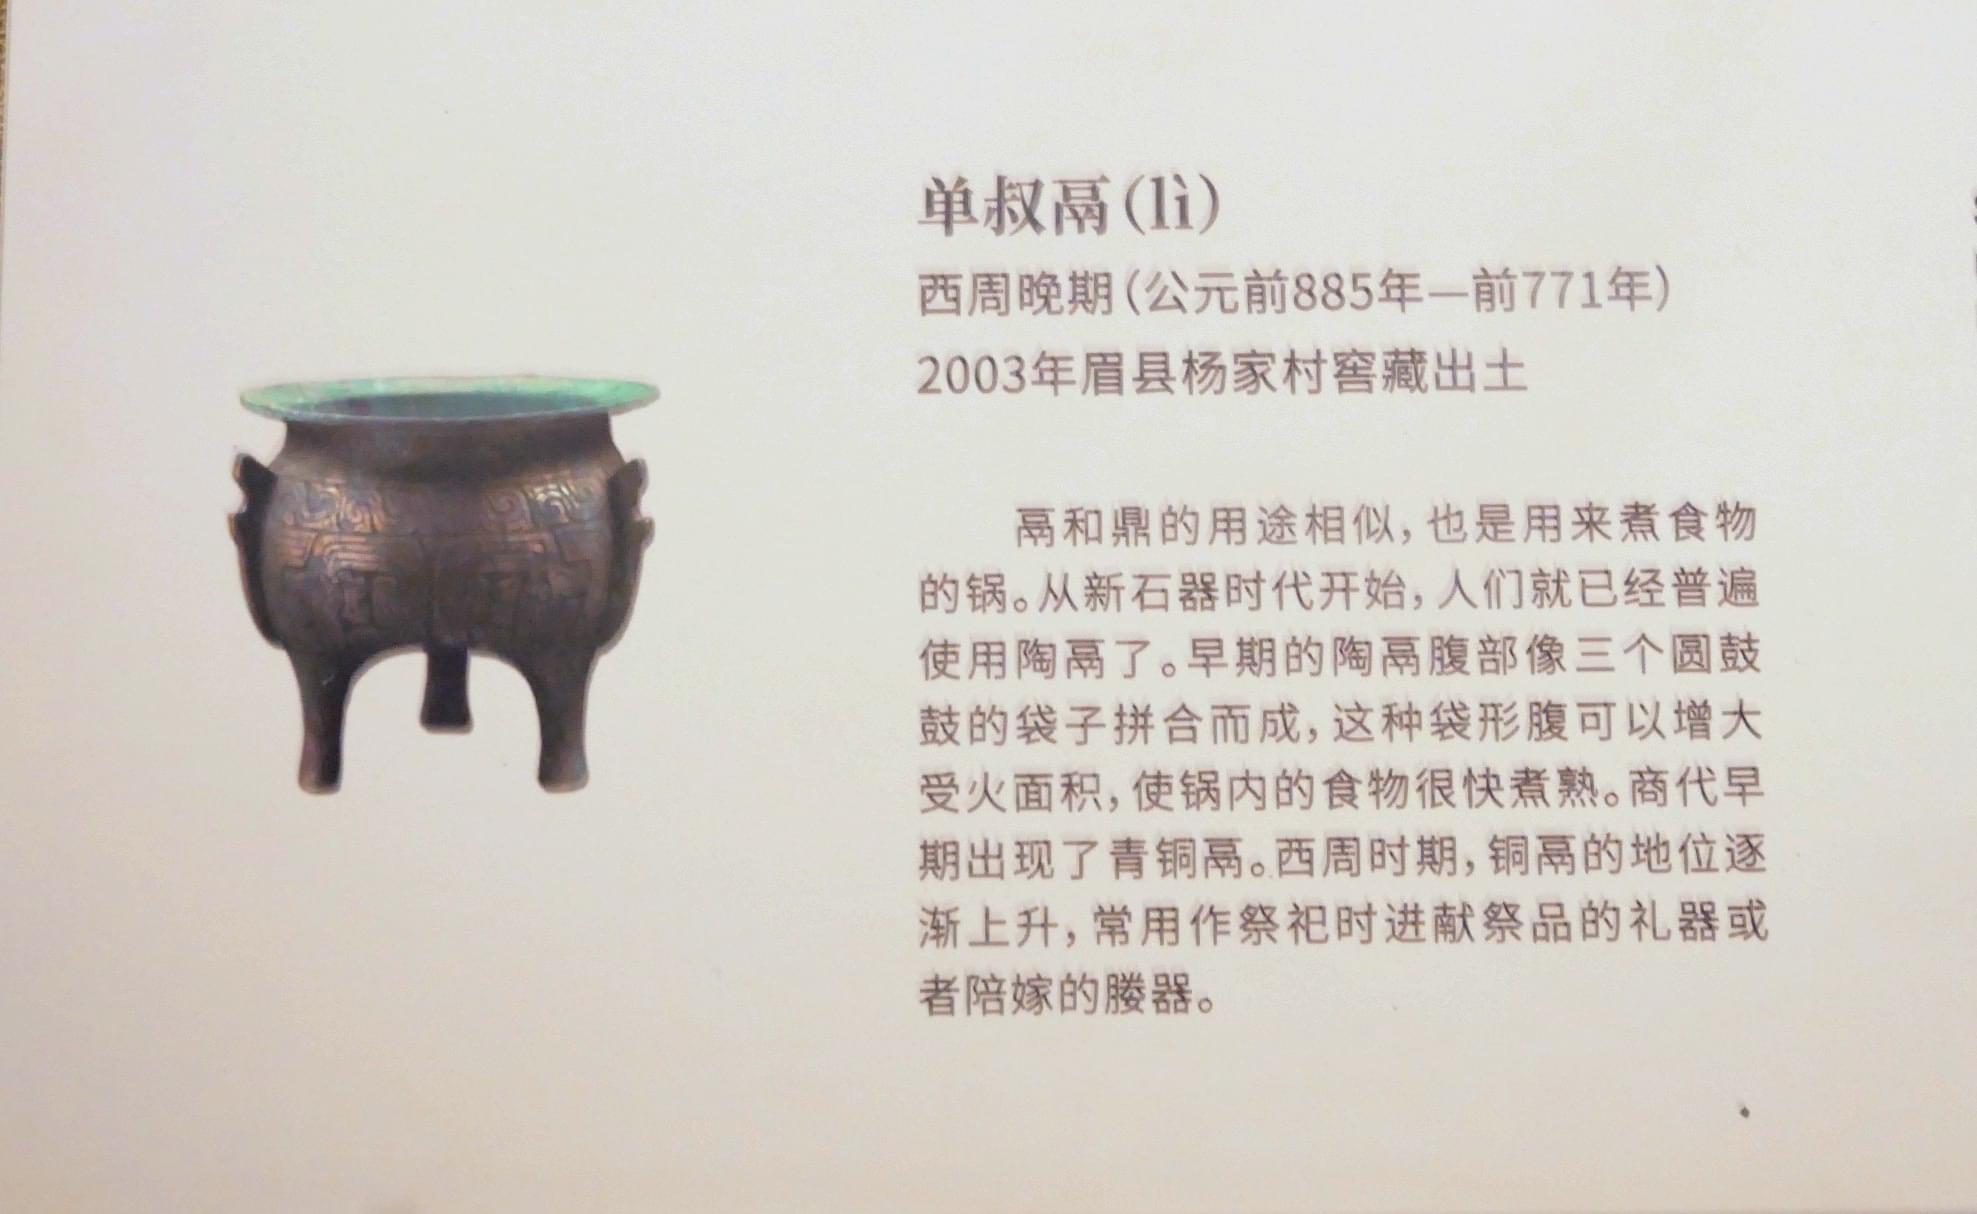 单叔鬲(lì)
西周晚期(公元前885年—前771年)
2003年眉县杨家村窖藏出土
鬲和鼎的用途相似,也是用来煮食物
的锅。从新石器时代开始,人们就已经普遍
使用陶鬲了。早期的陶鬲腹部像三个圆鼓
鼓的袋子拼合而成,这种袋形腹可以增大
受火面积,使锅内的食物很快煮熟。商代早
期出现了青铜鬲。西周时期,铜鬲的地位逐
渐上升,常用作祭祀时进献祭品的礼器或
者陪嫁的媵器。